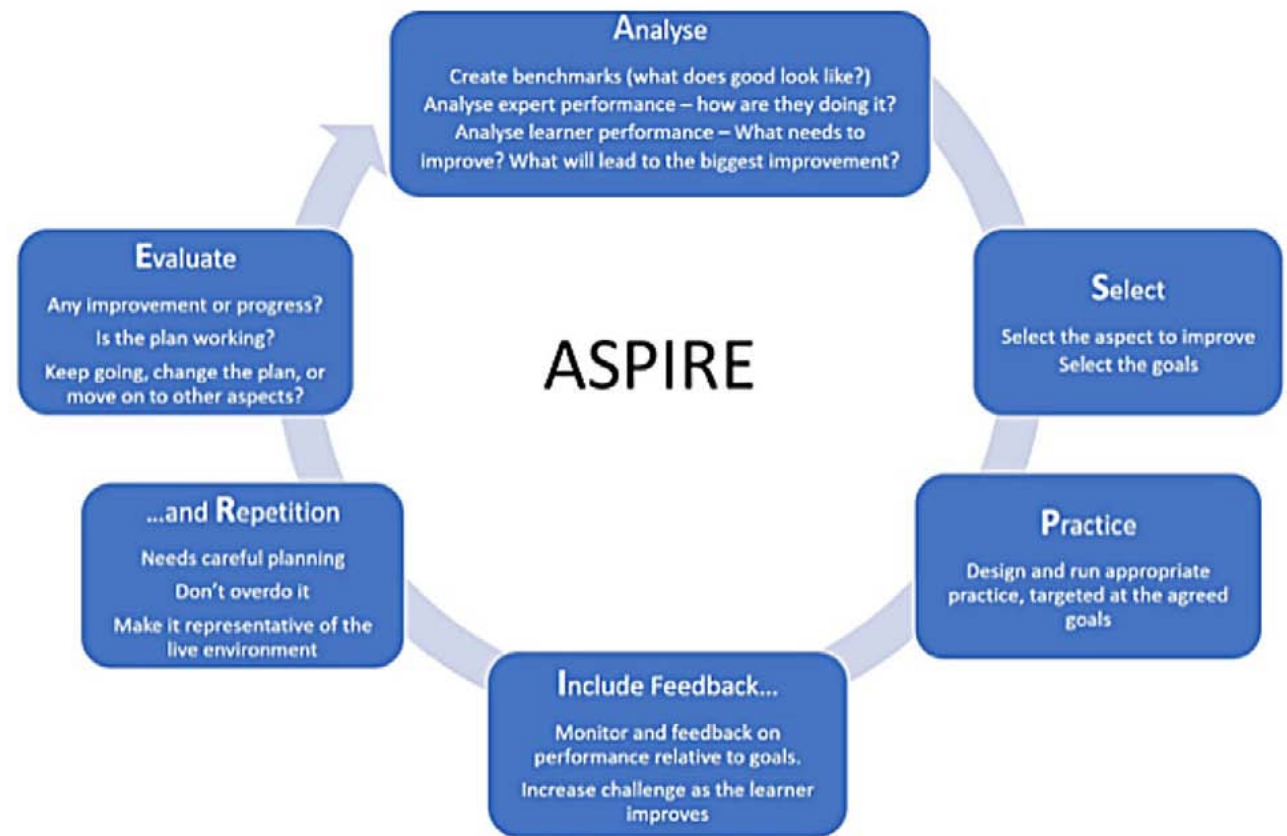 Analyse
Create benchmarks (what does good look like?)
Analyse expert performance – how are they doing it?
Analyse learner performance – What needs to
improve? What will lead to the biggest improvement?
Select
Select the aspect to improve
Select the goals
Practice
Design and run appropriate
practice, targeted at the agreed
goals
Include Feedback...
Monitor and feedback on
performance relative to goals.
Increase challenge as the learner
improves
...and Repetition
Needs careful planning
Don't overdo it
Make it representative of the
live environment
Evaluate
Any improvement or progress?
Is the plan working?
Keep going, change the plan, or
move on to other aspects?
ASPIRE